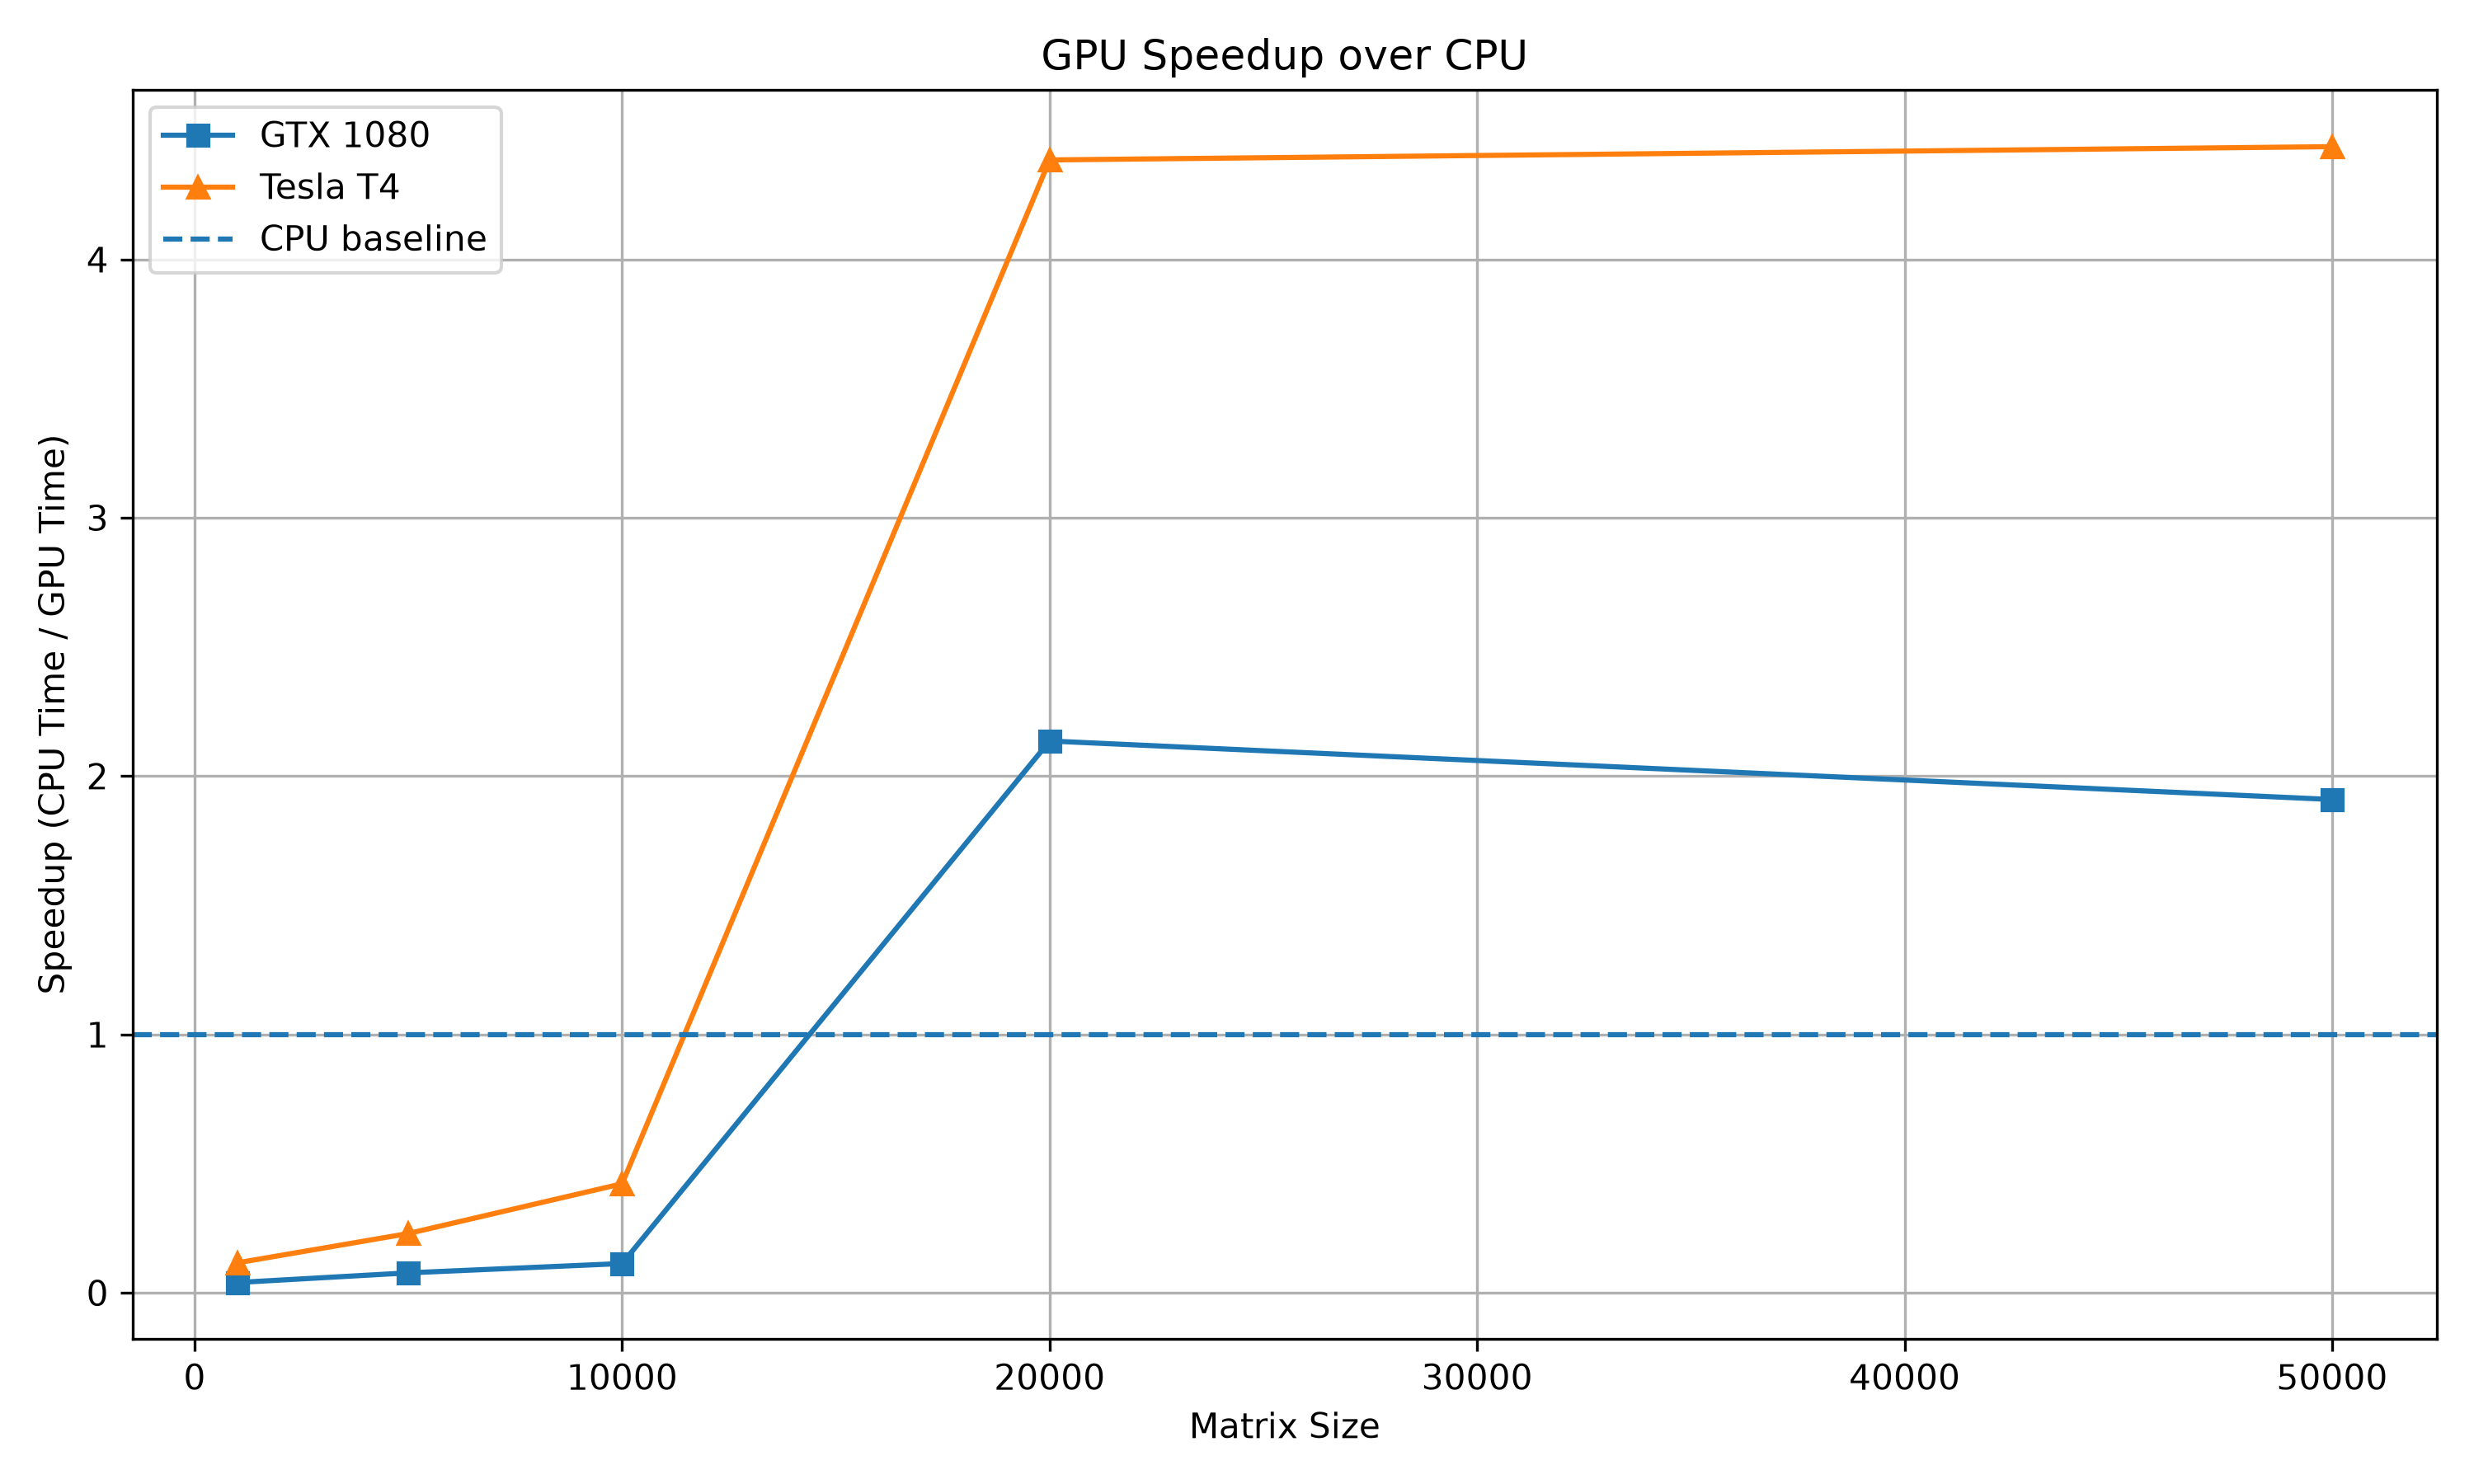 GPU Speedup over CPU
GTX 1080
Tesla T4
CPU baseline
Speedup (CPU Time / GPU Time)
4
3
2
1
0
0 10000 20000 30000 40000 50000
Matrix Size